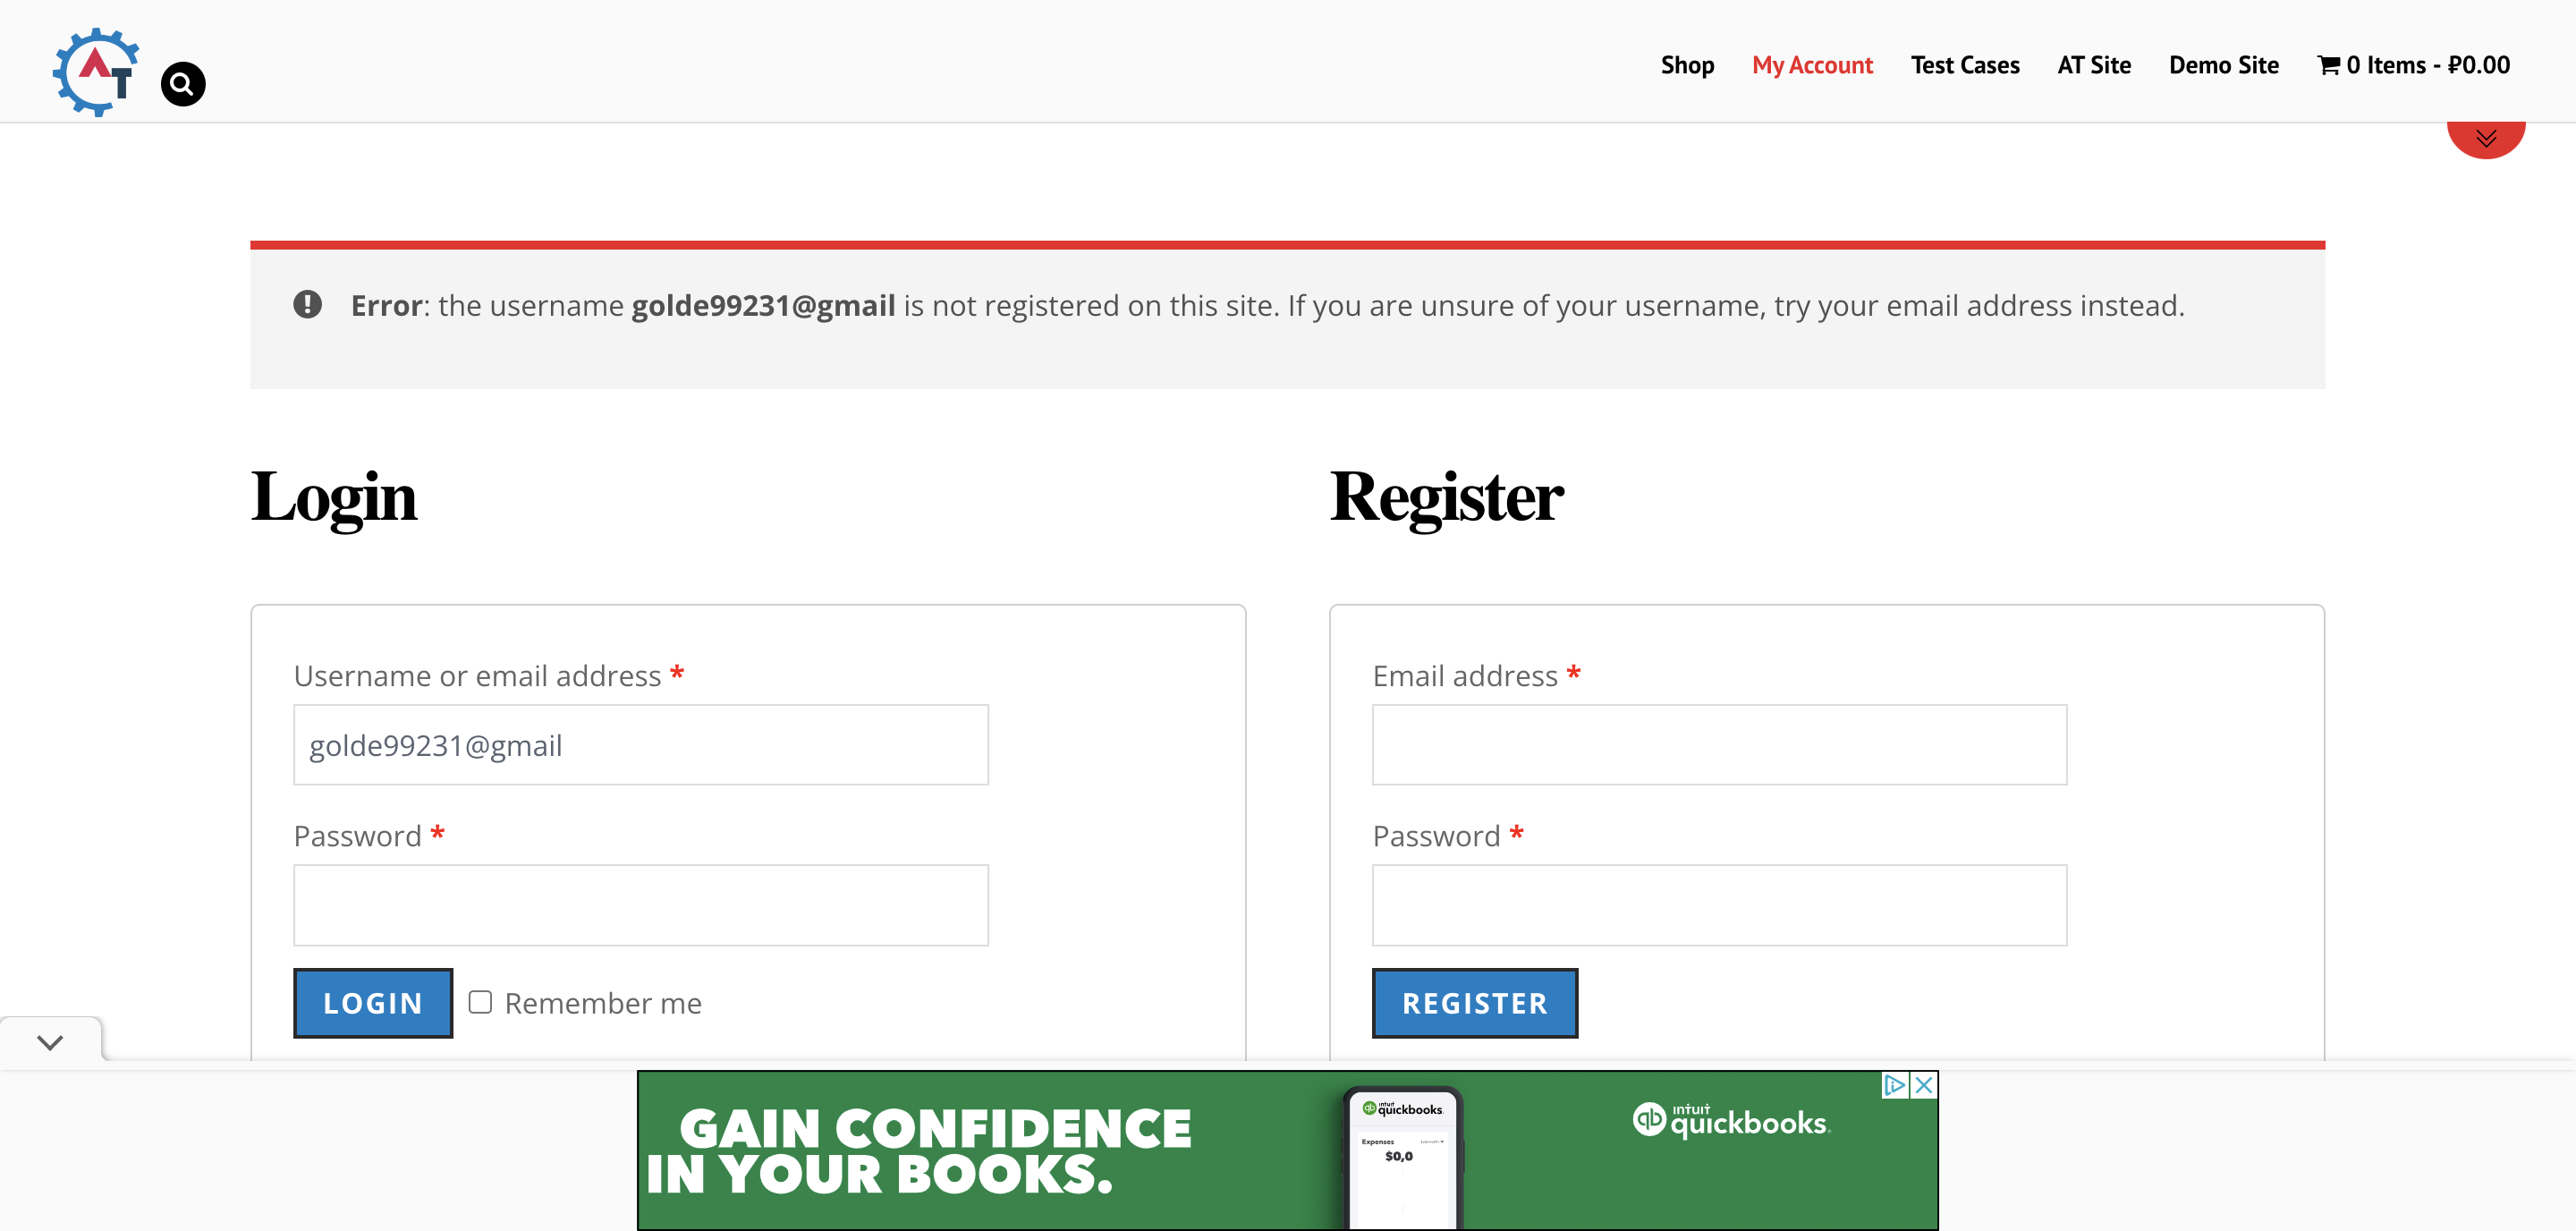 AT
Shop My Account Test Cases AT Site Demo Site 0 Items - ₽0.00
Error: the username golde99231@gmail is not registered on this site. If you are unsure of your username, try your email address instead.
Login
Register
Username or email address *
golde99231@gmail
Password *
LOGIN Remember me
Email address *
Password *
REGISTER
GAIN CONFIDENCE
IN YOUR BOOKS.
intuit
quickbooks.
Expenses
$0,0
intuit
quickbooks.